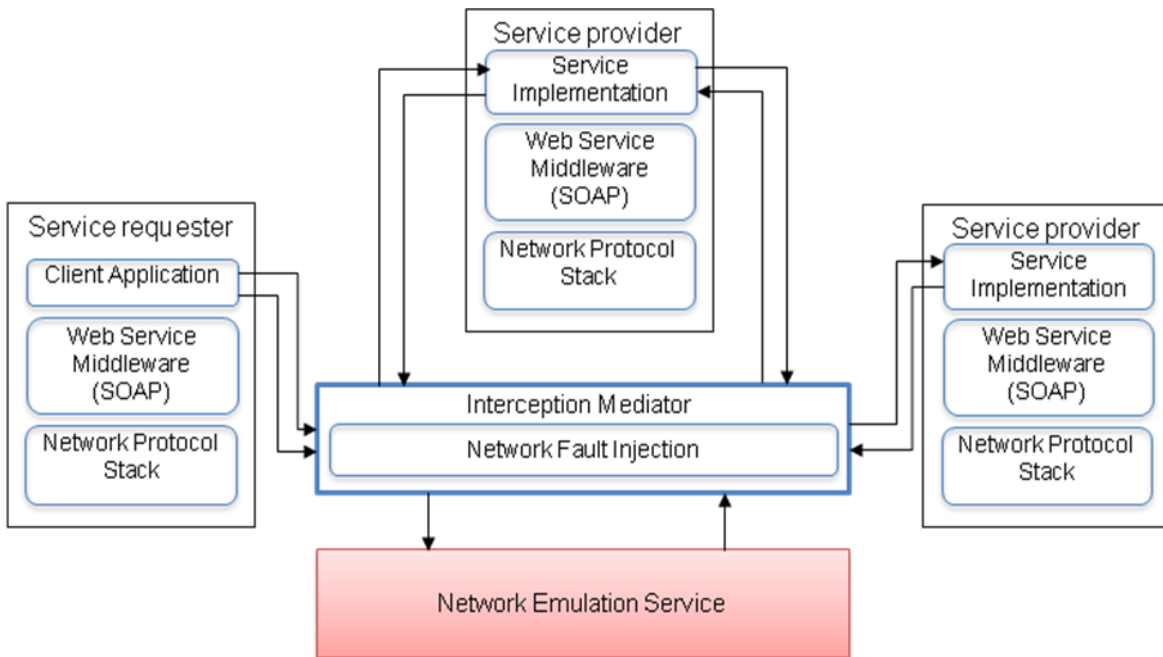 Service provider
Service
Implementation
Web Service
Middleware
(SOAP)
Network Protocol
Stack
Service requester
Client Application
Web Service
Middleware
(SOAP)
Network Protocol
Stack
Service provider
Service
Implementation
Web Service
Middleware
(SOAP)
Network Protocol
Stack
Interception Mediator
Network Fault Injection
Network Emulation Service